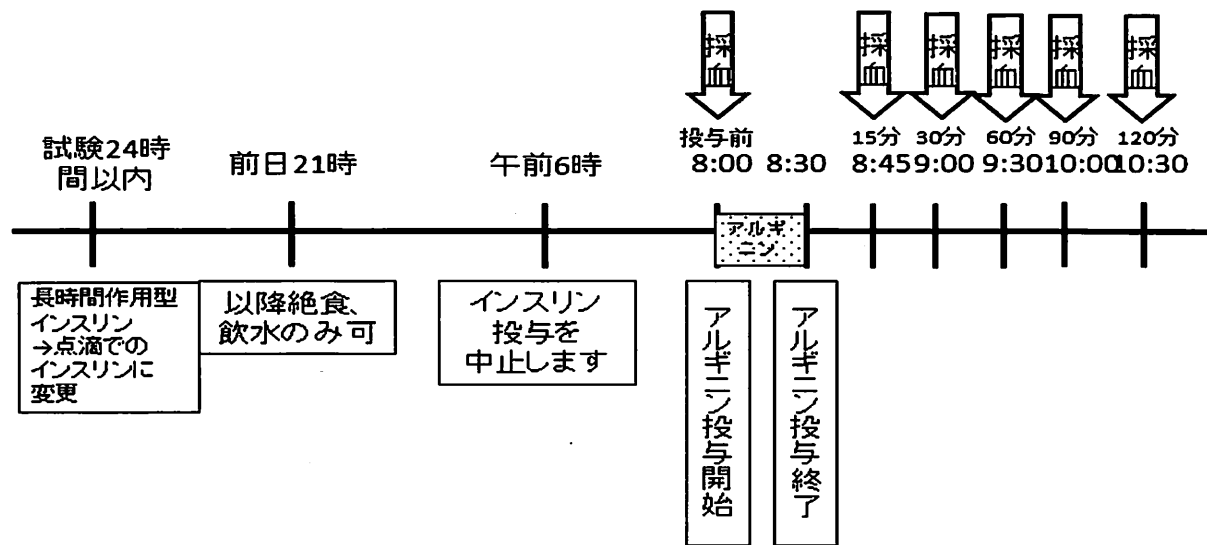 採血
採血
採血
採血
採血
採血
試験24時
間以内
前日21時
午前6時
投与前
8:00
8:30
15分
8:45
30分
9:00
60分
9:30
90分
10:00
120分
10:30
アルギ
ニン
長時間作用型
インスリン
→点滴での
インスリンに
変更
以降絶食、
飲水のみ可
インスリン
投与を
中止します
アルギニン投与開始
アルギニン投与終了